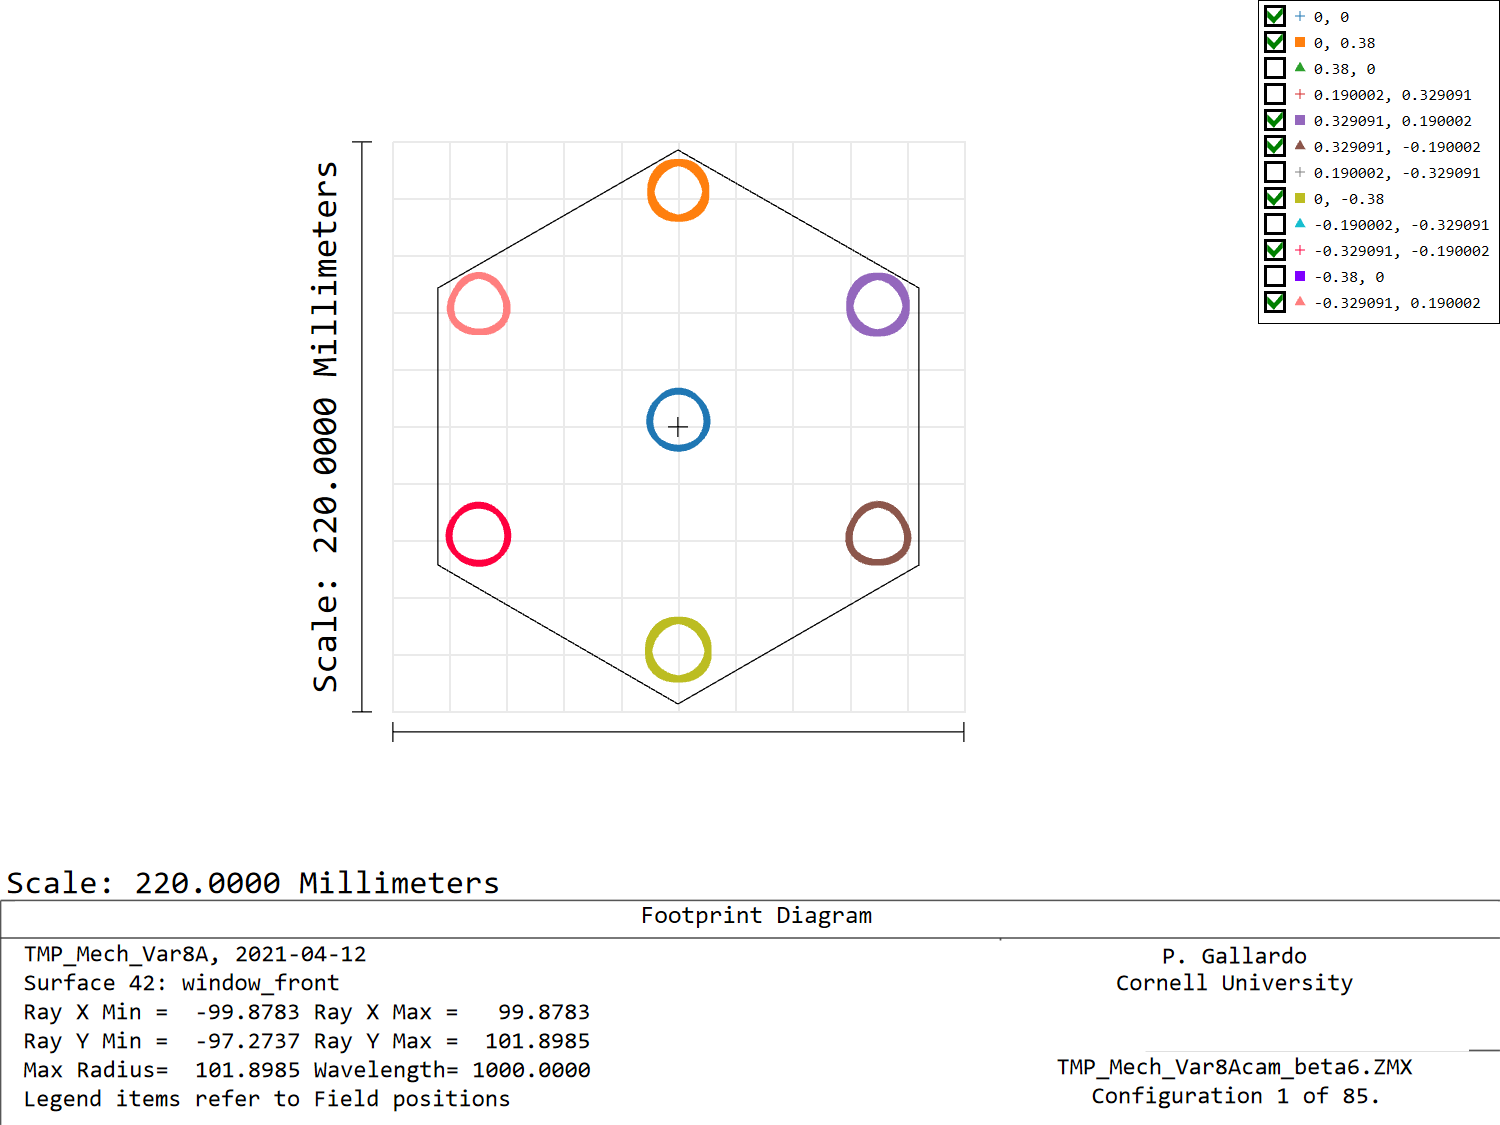 0, 0
0, 0.38
0.38, 0
0.190002, 0.329091
0.329091, 0.190002
0.329091, -0.190002
0.190002, -0.329091
0, -0.38
-0.190002, -0.329091
-0.329091, -0.190002
-0.38, 0
-0.329091, 0.190002
Scale: 220.0000 Millimeters
Scale: 220.0000 Millimeters
Footprint Diagram
TMP_Mech_Var8A, 2021-04-12
Surface 42: window_front
Ray X Min = -99.8783 Ray X Max = 99.8783
Ray Y Min = -97.2737 Ray Y Max = 101.8985
Max Radius= 101.8985 Wavelength= 1000.0000
Legend items refer to Field positions
P. Gallardo
Cornell University
TMP_Mech_Var8Acam_beta6.ZMX
Configuration 1 of 85.